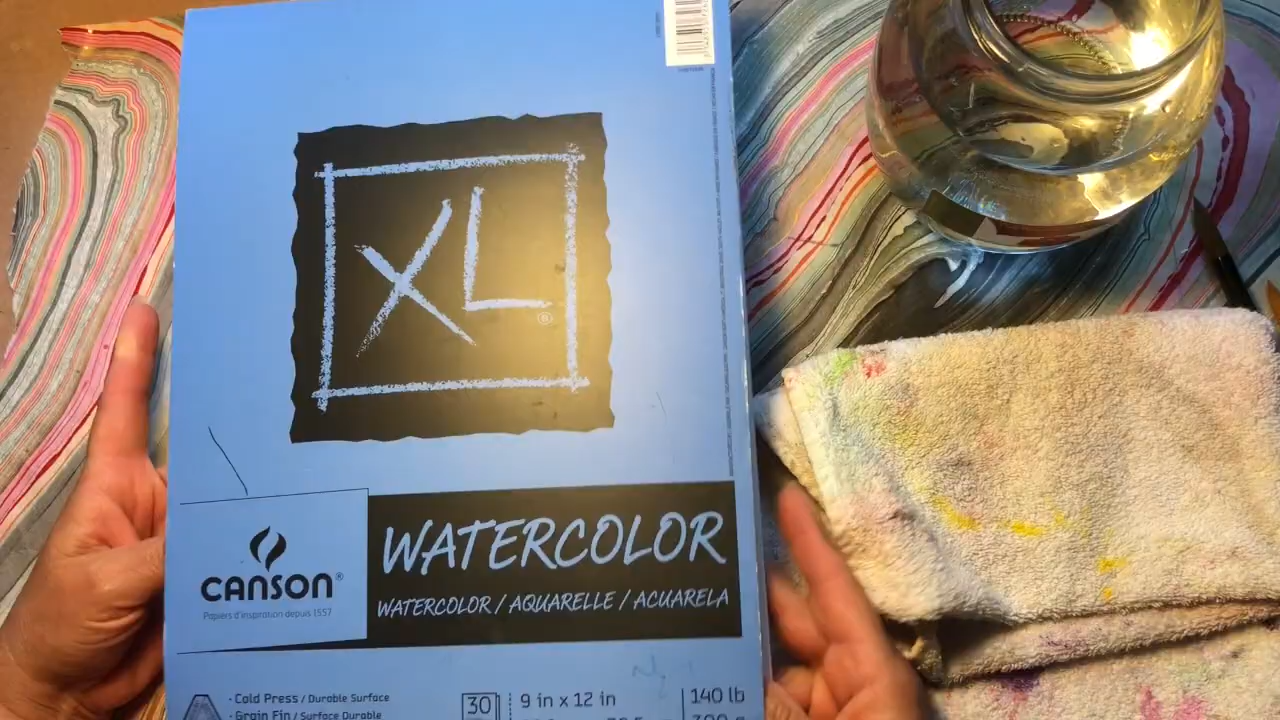 XL®
CANSON®
Papiers d'inspiration depuis 1557
WATERCOLOR
WATERCOLOR / AQUARELLE / ACUARELA
• Cold Press / Durable Surface
• Grain Fin / Surface Durable
30
9 in x 12 in
140 lb